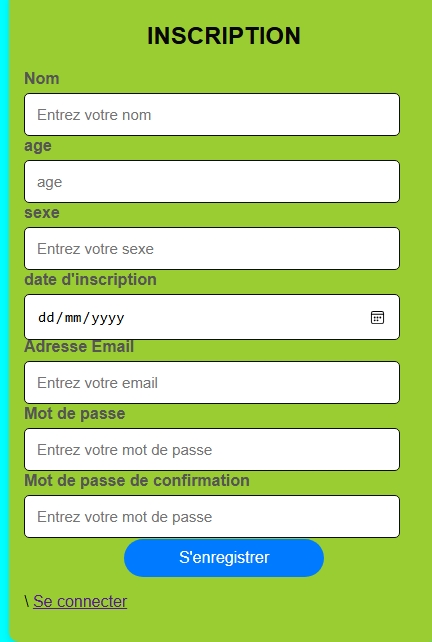 INSCRIPTION
Nom
Entrez votre nom
age
age
sexe
Entrez votre sexe
date d'inscription
dd/mm/yyyy
Adresse Email
Entrez votre email
Mot de passe
Entrez votre mot de passe
Mot de passe de confirmation
Entrez votre mot de passe
S'enregistrer
\ Se connecter